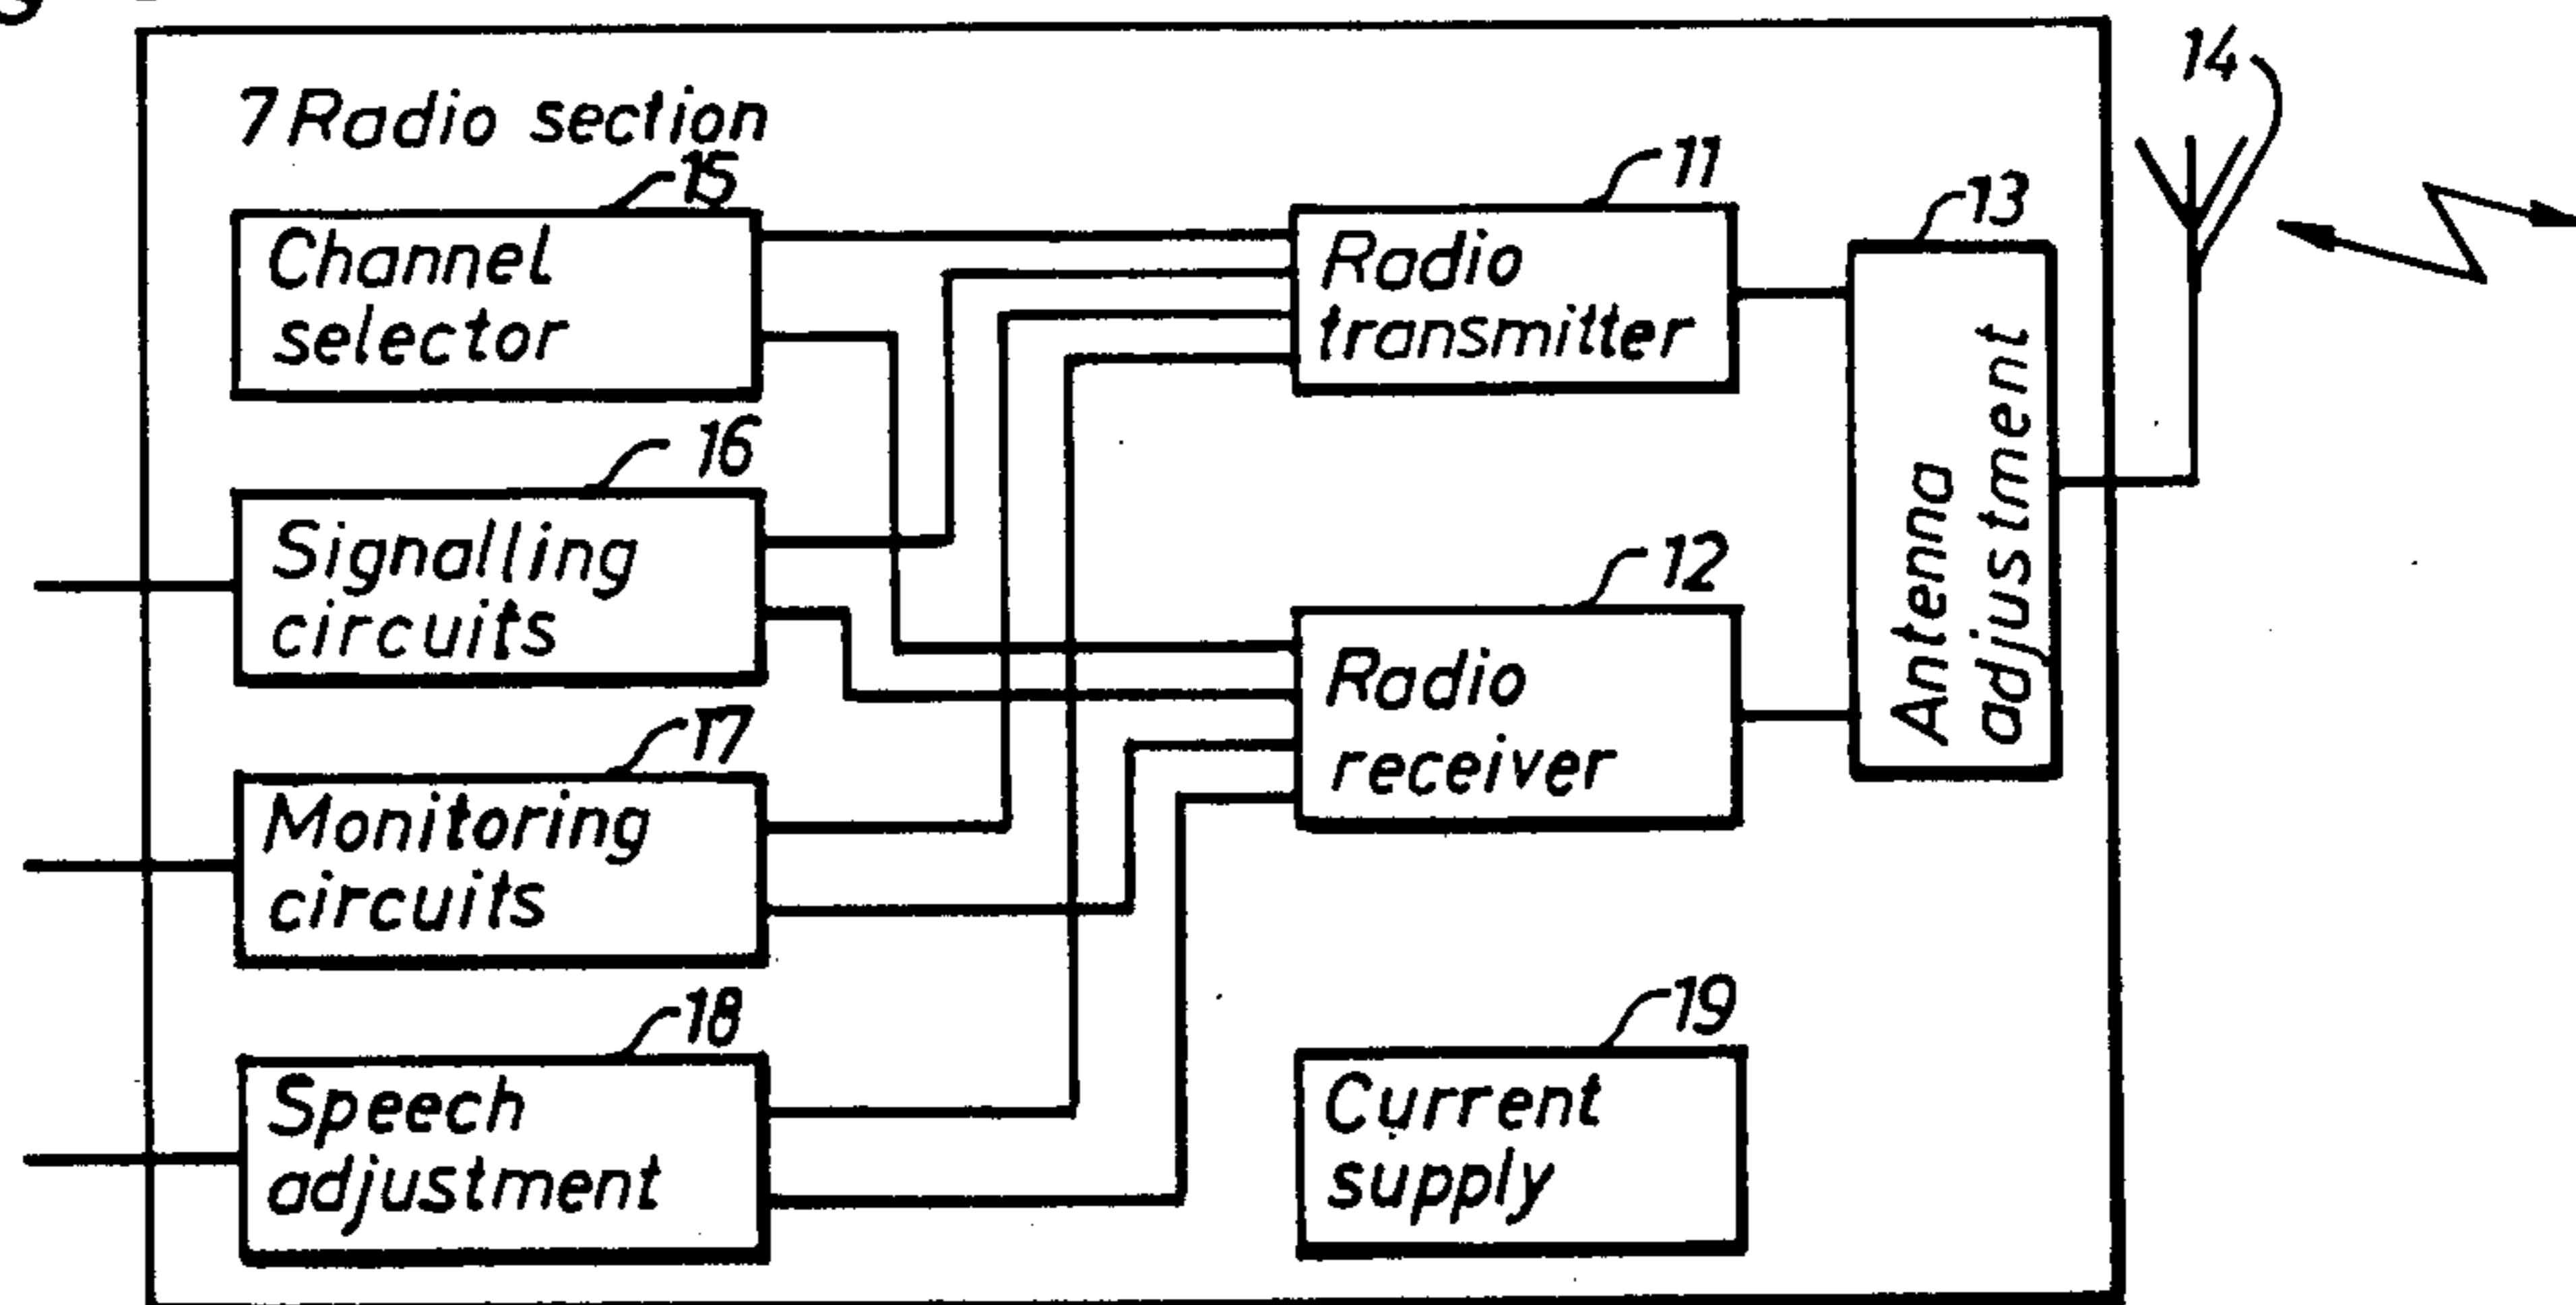 7 Radio section
15
Channel
selector
16
Signalling
circuits
17
Monitoring
circuits
18
Speech
adjustment
11
Radio
transmitter
12
Radio
receiver
19
Current
supply
13
Antenna
adjustment
14